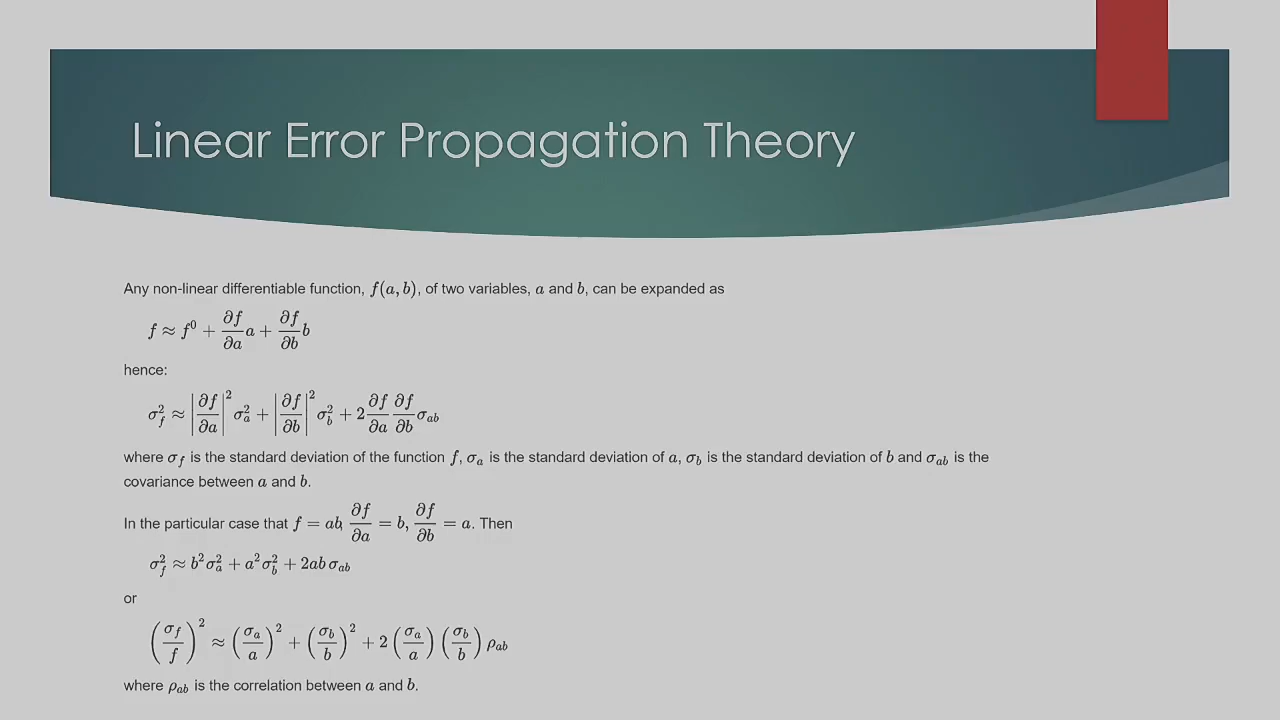 Linear Error Propagation Theory
Any non-linear differentiable function, f(a, b), of two variables, a and b, can be expanded as
f ≈ f⁰ + ∂f/∂a a + ∂f/∂b b
hence:
σ_f² ≈ |∂f/∂a|² σ_a² + |∂f/∂b|² σ_b² + 2 ∂f/∂a ∂f/∂b σ_ab
where σ_f is the standard deviation of the function f, σ_a is the standard deviation of a, σ_b is the standard deviation of b and σ_ab is the
covariance between a and b.
In the particular case that f = ab, ∂f/∂a = b, ∂f/∂b = a. Then
σ_f² ≈ b²σ_a² + a²σ_b² + 2ab σ_ab
or
(σ_f/f)² ≈ (σ_a/a)² + (σ_b/b)² + 2 (σ_a/a) (σ_b/b) ρ_ab
where ρ_ab is the correlation between a and b.